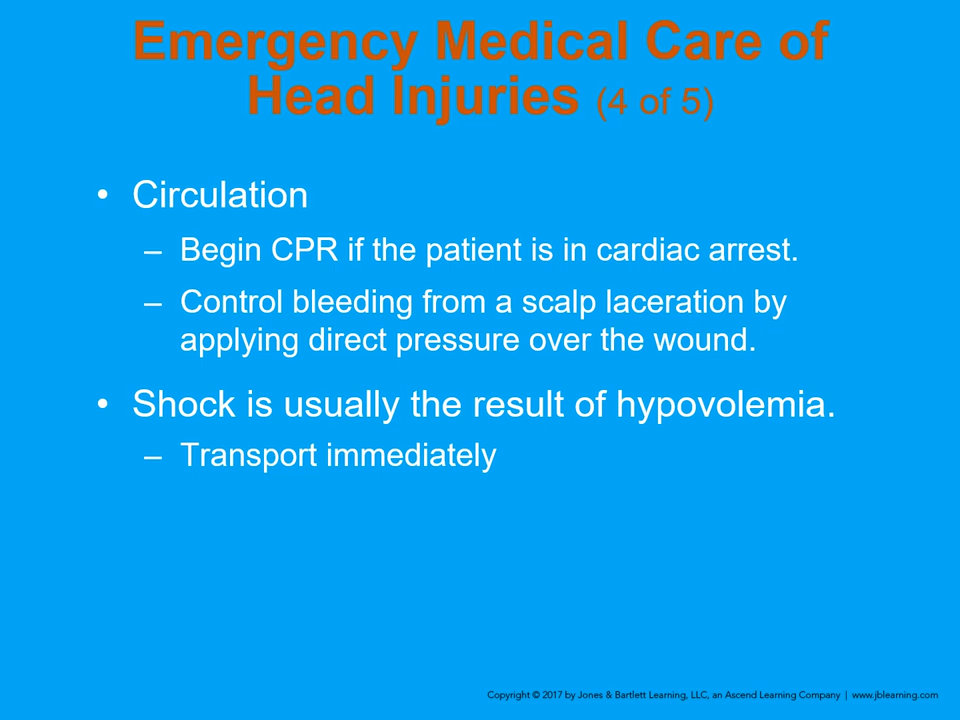 Emergency Medical Care of
Head Injuries (4 of 5)
• Circulation
– Begin CPR if the patient is in cardiac arrest.
– Control bleeding from a scalp laceration by
applying direct pressure over the wound.
• Shock is usually the result of hypovolemia.
– Transport immediately
Copyright © 2017 by Jones & Bartlett Learning, LLC, an Ascend Learning Company | www.jblearning.com